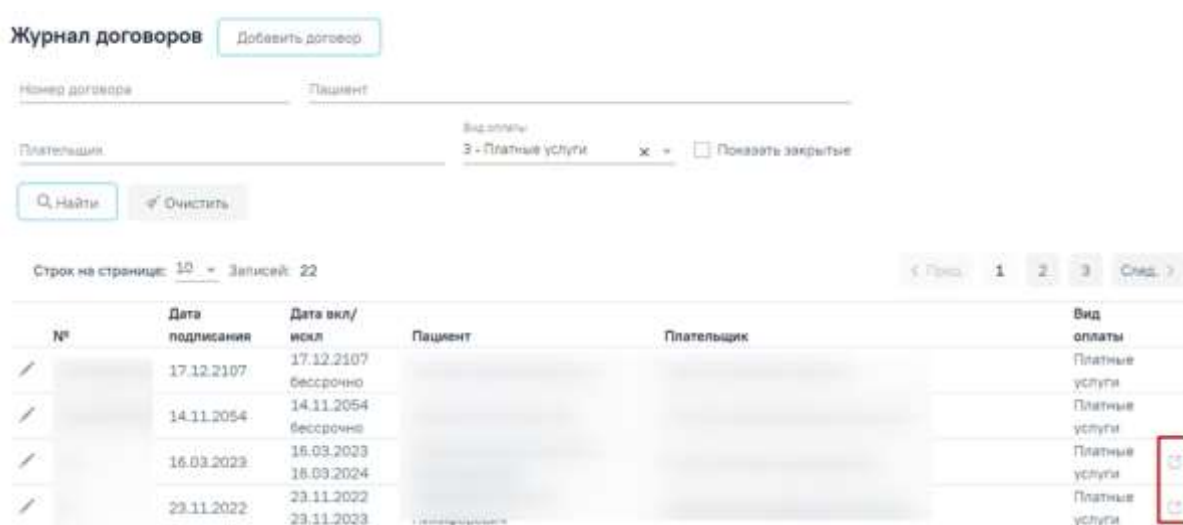 Журнал договоров Добавить договор
Номер договора Пациент
Вид оплаты
Плательщик 3 - Платные услуги Показать закрытые
Найти Очистить
Строк на странице: 10 Записей: 22 < Пред. 1 2 3 След. >
Дата Дата вкл/ Вид
№ подписания искл Пациент Плательщик оплаты
17.12.2107 17.12.2107 Платные
бессрочно услуги
14.11.2054 14.11.2054 Платные
бессрочно услуги
16.03.2023 16.03.2023 Платные
16.03.2024 услуги
23.11.2022 23.11.2022 Платные
23.11.2023 услуги